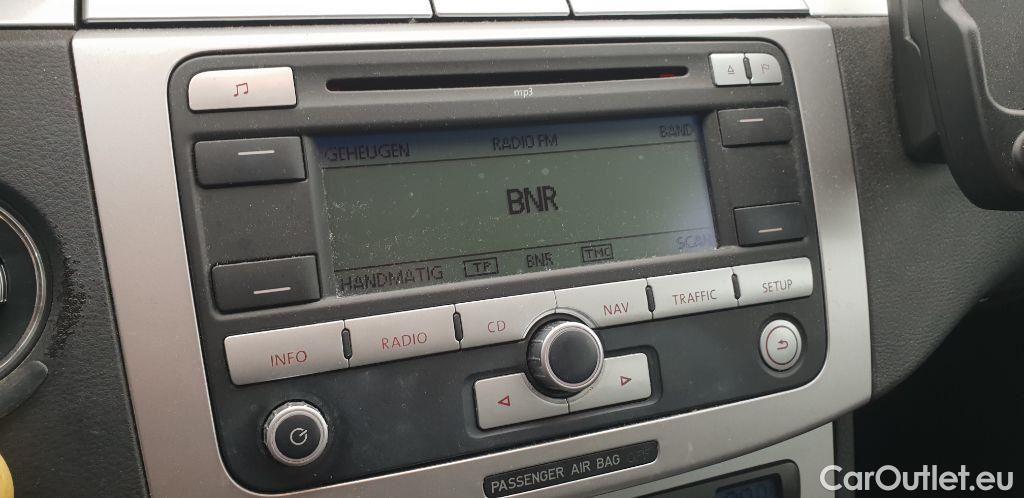 mp3
GEHEUGEN RADIO FM BAND
BNR
HANDMATIG TP BNR TMC SCAN
INFO RADIO CD NAV TRAFFIC SETUP
PASSENGER AIR BAG OFF
CarOutlet.eu